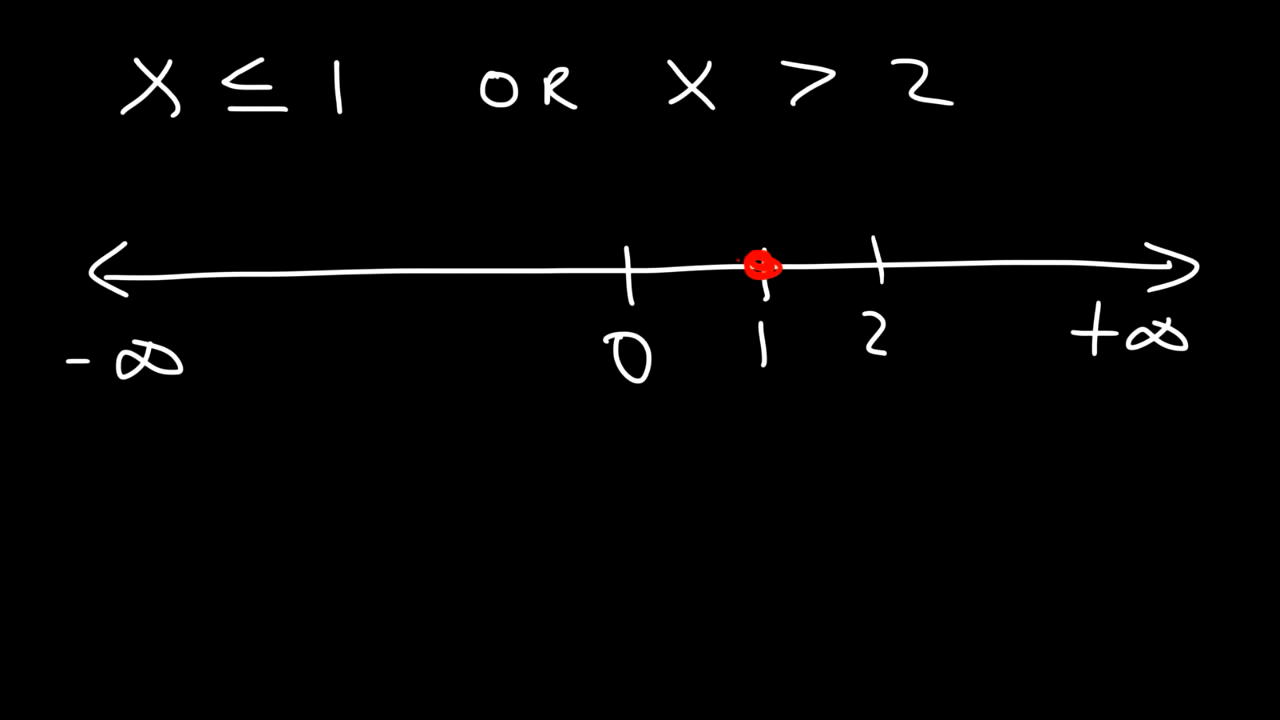 X ≤ 1 OR X > 2
-∞ 0 1 2 +∞